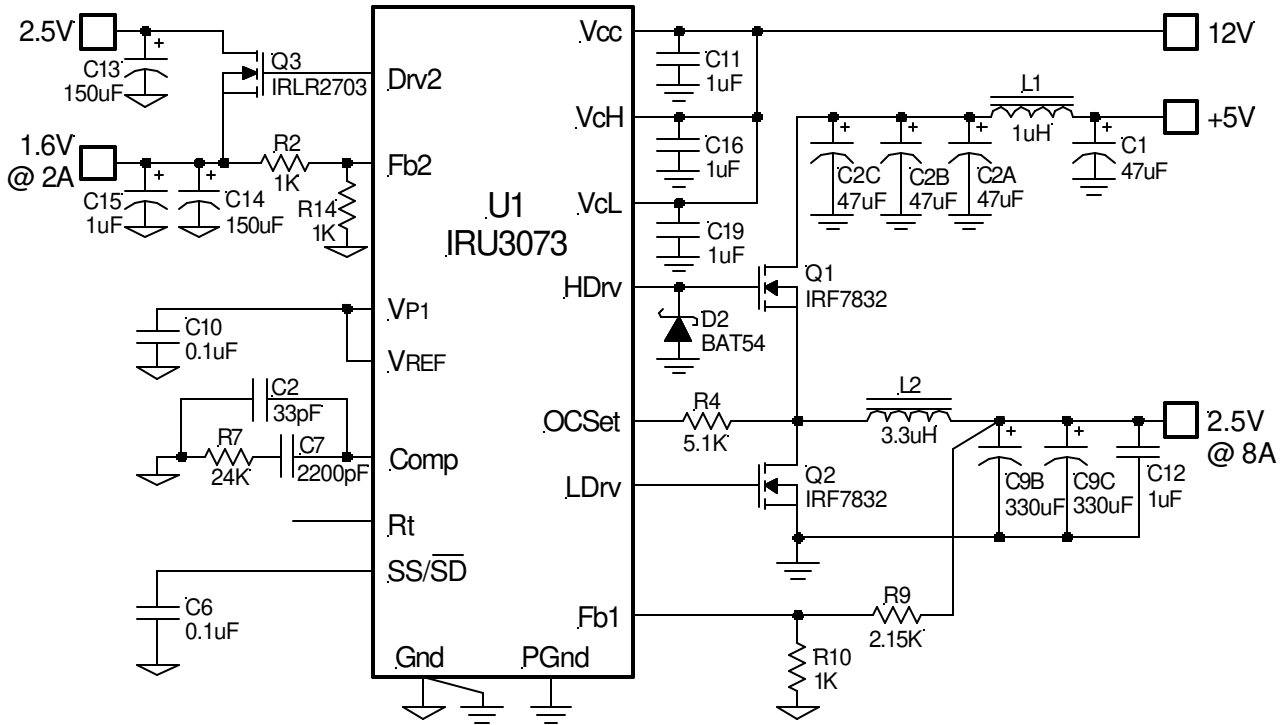 2.5V
C13
150uF
Q3
IRLR2703
1.6V
@ 2A
R2
1K
C15
1uF
C14
150uF
R14
1K
C10
0.1uF
C2
33pF
R7
24K
C7
2200pF
C6
0.1uF
Drv2
Fb2
VP1
VREF
Comp
Rt
SS/SD
Gnd
PGnd
U1
IRU3073
Vcc
VcH
VcL
HDrv
OCSet
LDrv
Fb1
C11
1uF
C16
1uF
C19
1uF
12V
L1
1uH
+5V
C2C
47uF
C2B
47uF
C2A
47uF
C1
47uF
Q1
IRF7832
D2
BAT54
R4
5.1K
L2
3.3uH
2.5V
@ 8A
Q2
IRF7832
C9B
330uF
C9C
330uF
C12
1uF
R9
2.15K
R10
1K